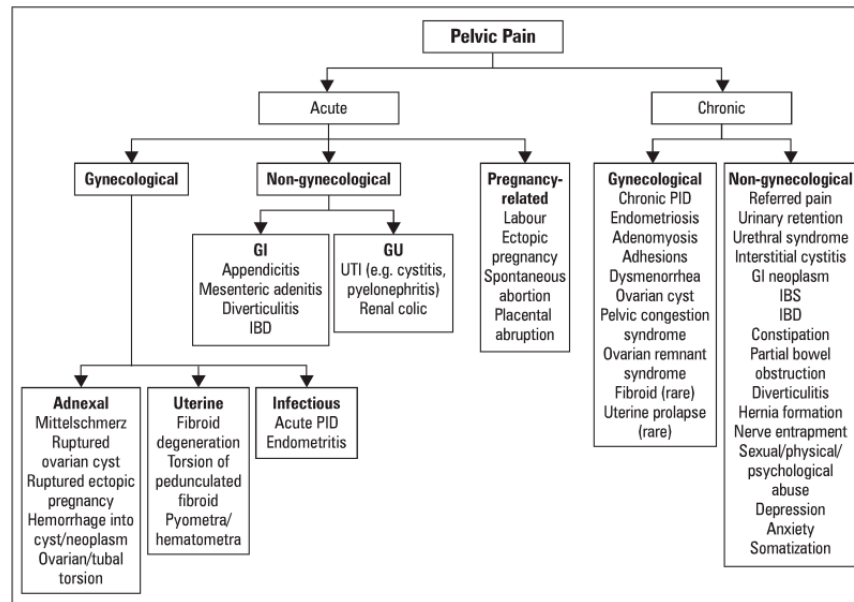 Pelvic Pain
Acute
Chronic
Gynecological
Non-gynecological
Pregnancy-
related
Labour
Ectopic
pregnancy
Spontaneous
abortion
Placental
abruption
Gynecological
Chronic PID
Endometriosis
Adenomyosis
Adhesions
Dysmenorrhea
Ovarian cyst
Pelvic congestion
syndrome
Ovarian remnant
syndrome
Fibroid (rare)
Uterine prolapse
(rare)
Non-gynecological
Referred pain
Urinary retention
Urethral syndrome
Interstitial cystitis
GI neoplasm
IBS
IBD
Constipation
Partial bowel
obstruction
Diverticulitis
Hernia formation
Nerve entrapment
Sexual/physical/
psychological
abuse
Depression
Anxiety
Somatization
GI
Appendicitis
Mesenteric adenitis
Diverticulitis
IBD
GU
UTI (e.g. cystitis,
pyelonephritis)
Renal colic
Adnexal
Mittelschmerz
Ruptured
ovarian cyst
Ruptured ectopic
pregnancy
Hemorrhage into
cyst/neoplasm
Ovarian/tubal
torsion
Uterine
Fibroid
degeneration
Torsion of
pedunculated
fibroid
Pyometra/
hematometra
Infectious
Acute PID
Endometritis